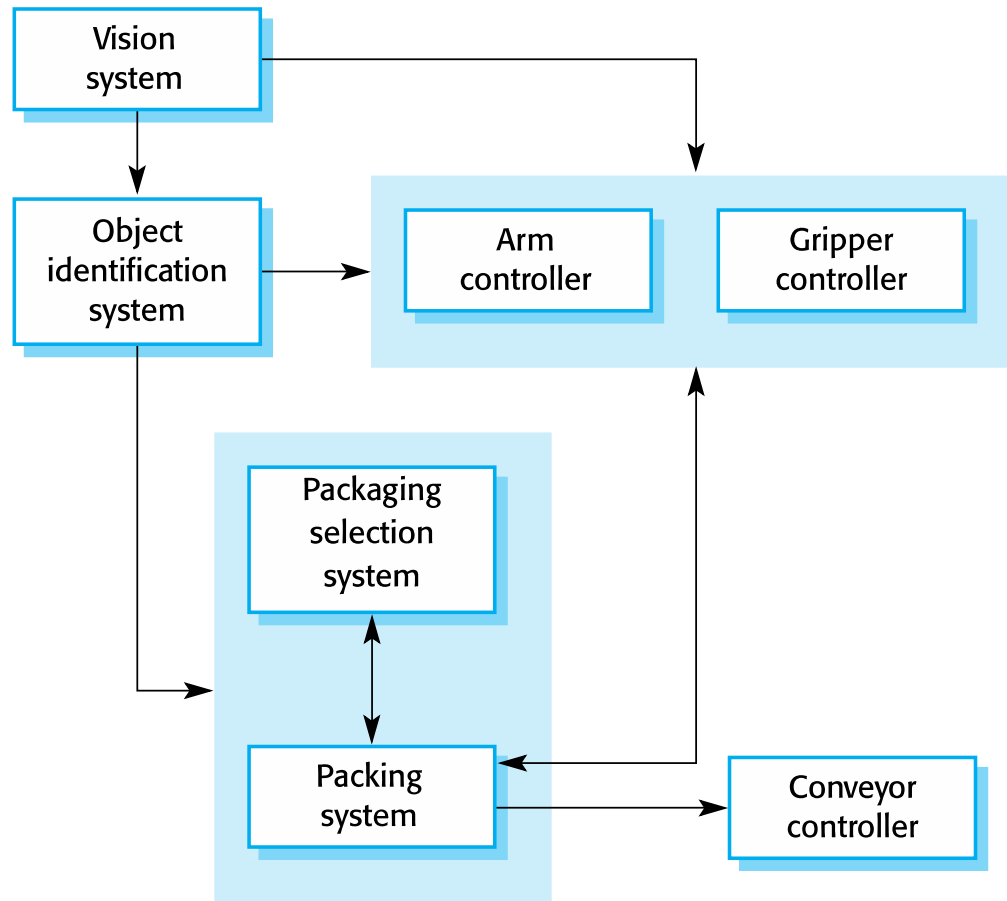 Vision
system
Object
identification
system
Arm
controller
Gripper
controller
Packaging
selection
system
Packing
system
Conveyor
controller